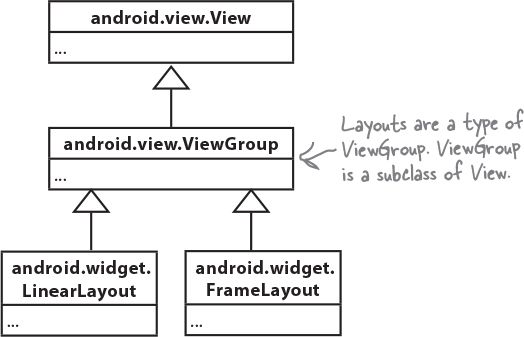 android.view.View
...
android.view.ViewGroup
...
Layouts are a type of
ViewGroup. ViewGroup
is a subclass of View.
android.widget.
LinearLayout
...
android.widget.
FrameLayout
...